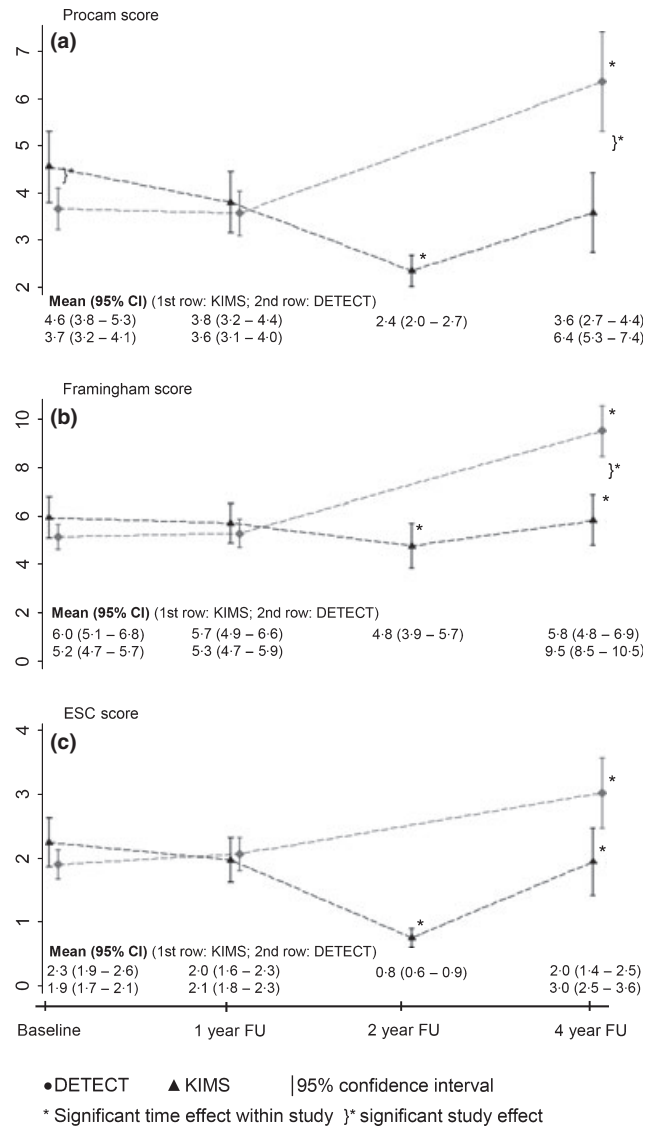 Procam score
(a)
7
6
5
4
3
2
}*
*
*
}*
Mean (95% CI) (1st row: KIMS; 2nd row: DETECT)
4·6 (3·8 – 5·3) 3·8 (3·2 – 4·4) 2·4 (2·0 – 2·7) 3·6 (2·7 – 4·4)
3·7 (3·2 – 4·1) 3·6 (3·1 – 4·0) 6·4 (5·3 – 7·4)
Framingham score
(b)
10
8
6
4
2
0
*
}*
*
*
Mean (95% CI) (1st row: KIMS; 2nd row: DETECT)
6·0 (5·1 – 6·8) 5·7 (4·9 – 6·6) 4·8 (3·9 – 5·7) 5·8 (4·8 – 6·9)
5·2 (4·7 – 5·7) 5·3 (4·7 – 5·9) 9·5 (8·5 – 10·5)
ESC score
(c)
4
3
2
1
0
*
*
*
Mean (95% CI) (1st row: KIMS; 2nd row: DETECT)
2·3 (1·9 – 2·6) 2·0 (1·6 – 2·3) 0·8 (0·6 – 0·9) 2·0 (1·4 – 2·5)
1·9 (1·7 – 2·1) 2·1 (1·8 – 2·3) 3·0 (2·5 – 3·6)
Baseline 1 year FU 2 year FU 4 year FU
●DETECT ▲KIMS |95% confidence interval
* Significant time effect within study }* significant study effect